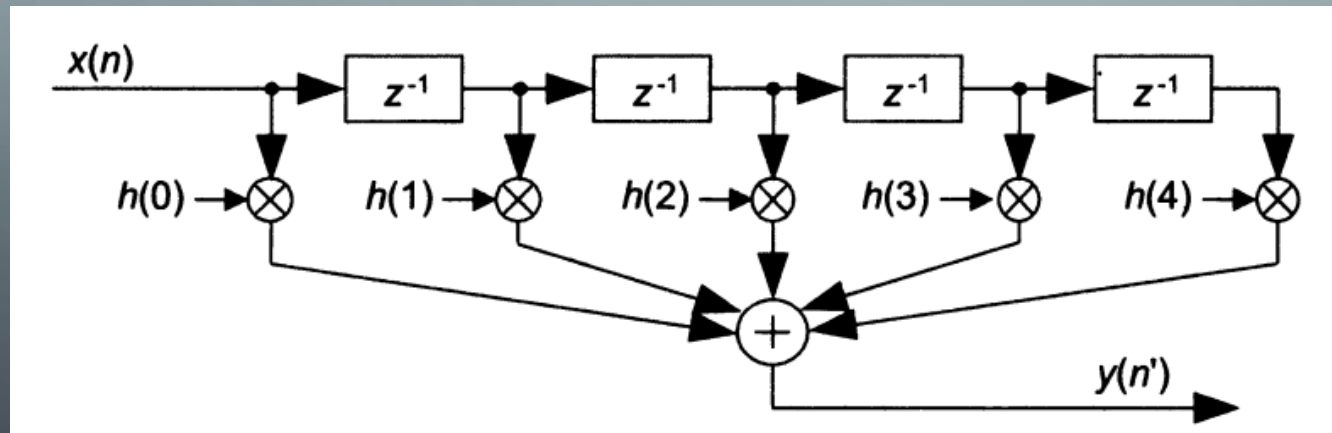 x(n)
z⁻¹ z⁻¹ z⁻¹ z⁻¹
h(0) h(1) h(2) h(3) h(4)
+
y(n')